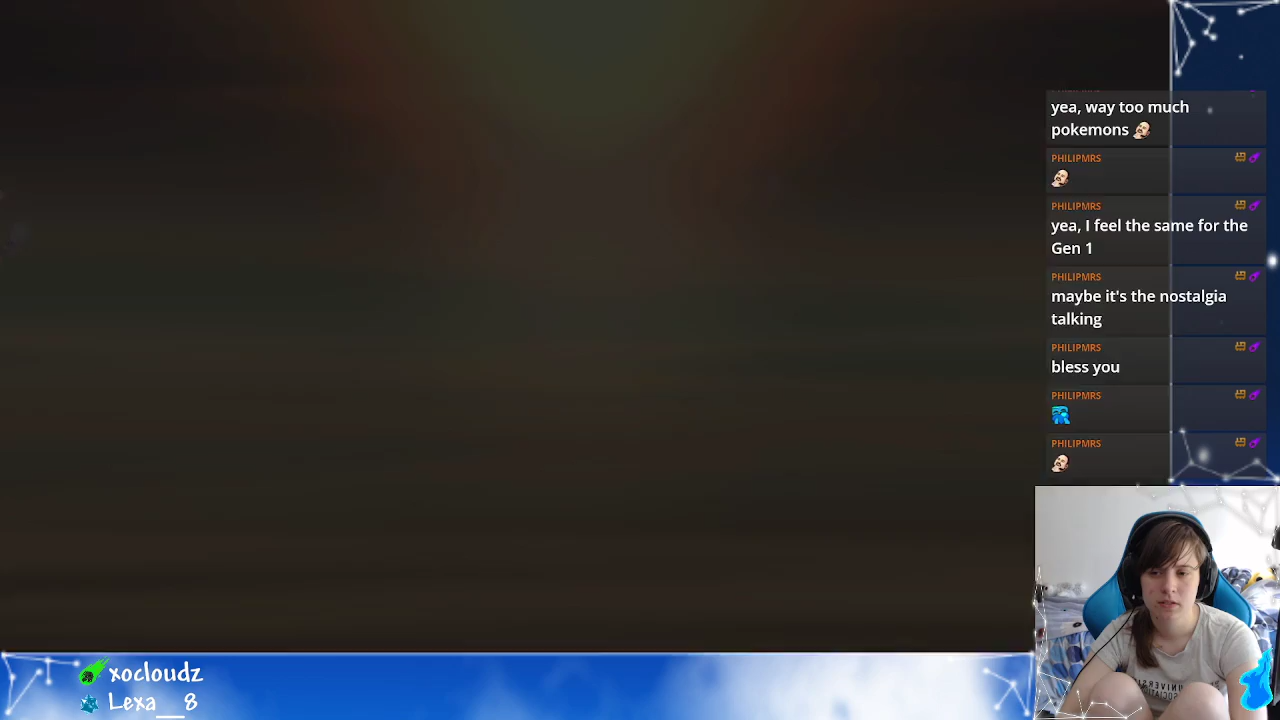 yea, way too much
pokemons
PHILIPMRS
PHILIPMRS
yea, I feel the same for the
Gen 1
PHILIPMRS
maybe it's the nostalgia
talking
PHILIPMRS
bless you
PHILIPMRS
PHILIPMRS
xocloudz
Lexa__8